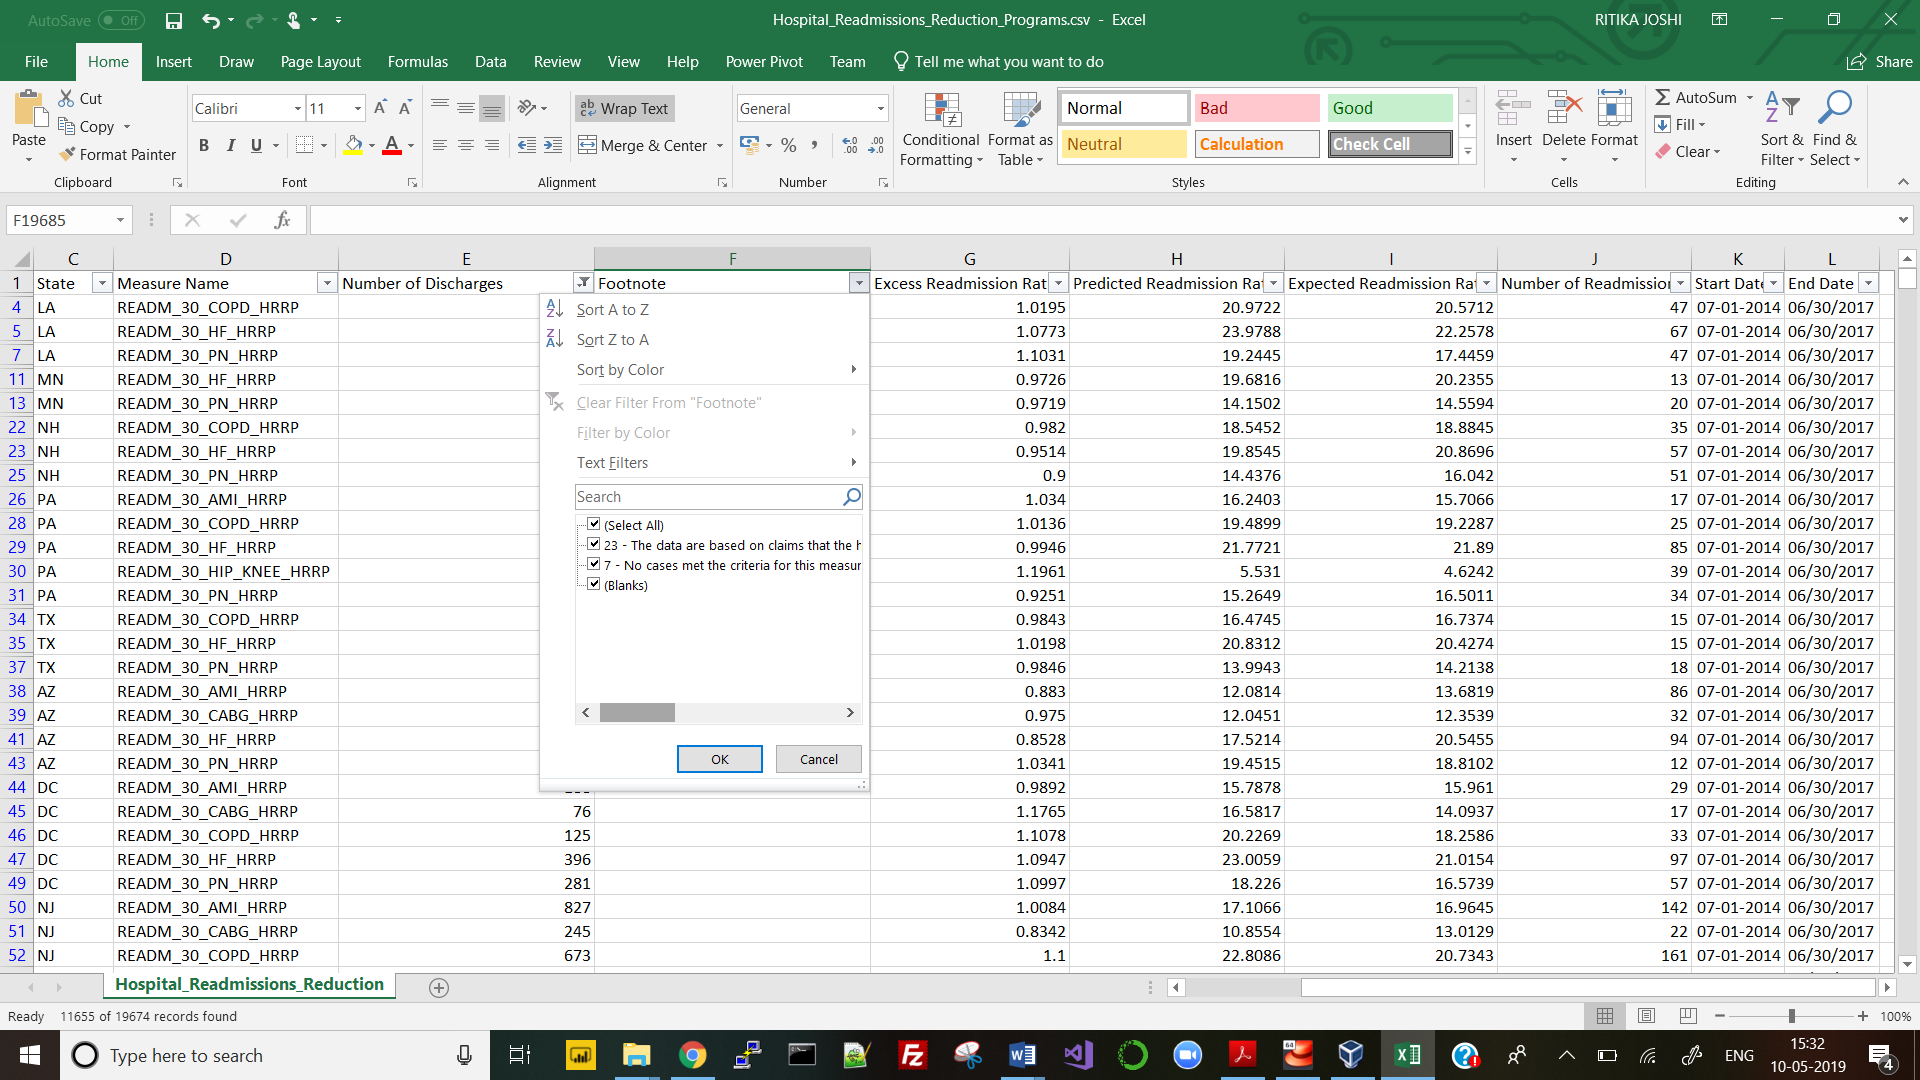 AutoSave Off
Hospital_Readmissions_Reduction_Programs.csv - Excel
RITIKA JOSHI
File Home Insert Draw Page Layout Formulas Data Review View Help Power Pivot Team Tell me what you want to do Share
Paste
Cut
Copy
Format Painter
Clipboard
Calibri 11
B I U
Font
Wrap Text
Merge & Center
Alignment
General
Number
Conditional Formatting
Format as Table
Normal Bad Good
Neutral Calculation Check Cell
Styles
Insert Delete Format
Cells
AutoSum
Fill
Clear
Sort & Filter
Find & Select
Editing
F19685
fx
C D E F G H I J K L
1 State Measure Name Number of Discharges Footnote Excess Readmission Rat Predicted Readmission Ra Expected Readmission Ra Number of Readmission Start Date End Date
4 LA READM_30_COPD_HRRP 1.0195 20.9722 20.5712 47 07-01-2014 06/30/2017
5 LA READM_30_HF_HRRP 1.0773 23.9788 22.2578 67 07-01-2014 06/30/2017
7 LA READM_30_PN_HRRP 1.1031 19.2445 17.4459 47 07-01-2014 06/30/2017
11 MN READM_30_HF_HRRP 0.9726 19.6816 20.2355 13 07-01-2014 06/30/2017
13 MN READM_30_PN_HRRP 0.9719 14.1502 14.5594 20 07-01-2014 06/30/2017
22 NH READM_30_COPD_HRRP 0.982 18.5452 18.8845 35 07-01-2014 06/30/2017
23 NH READM_30_HF_HRRP 0.9514 19.8545 20.8696 57 07-01-2014 06/30/2017
25 NH READM_30_PN_HRRP 0.9 14.4376 16.042 51 07-01-2014 06/30/2017
26 PA READM_30_AMI_HRRP 1.034 16.2403 15.7066 17 07-01-2014 06/30/2017
28 PA READM_30_COPD_HRRP 1.0136 19.4899 19.2287 25 07-01-2014 06/30/2017
29 PA READM_30_HF_HRRP 0.9946 21.7721 21.89 85 07-01-2014 06/30/2017
30 PA READM_30_HIP_KNEE_HRRP 1.1961 5.531 4.6242 39 07-01-2014 06/30/2017
31 PA READM_30_PN_HRRP 0.9251 15.2649 16.5011 34 07-01-2014 06/30/2017
34 TX READM_30_COPD_HRRP 0.9843 16.4745 16.7374 15 07-01-2014 06/30/2017
35 TX READM_30_HF_HRRP 1.0198 20.8312 20.4274 15 07-01-2014 06/30/2017
37 TX READM_30_PN_HRRP 0.9846 13.9943 14.2138 18 07-01-2014 06/30/2017
38 AZ READM_30_AMI_HRRP 0.883 12.0814 13.6819 86 07-01-2014 06/30/2017
39 AZ READM_30_CABG_HRRP 0.975 12.0451 12.3539 32 07-01-2014 06/30/2017
41 AZ READM_30_HF_HRRP 0.8528 17.5214 20.5455 94 07-01-2014 06/30/2017
43 AZ READM_30_PN_HRRP 1.0341 19.4515 18.8102 12 07-01-2014 06/30/2017
44 DC READM_30_AMI_HRRP 0.9892 15.7878 15.961 29 07-01-2014 06/30/2017
45 DC READM_30_CABG_HRRP 76 1.1765 16.5817 14.0937 17 07-01-2014 06/30/2017
46 DC READM_30_COPD_HRRP 125 1.1078 20.2269 18.2586 33 07-01-2014 06/30/2017
47 DC READM_30_HF_HRRP 396 1.0947 23.0059 21.0154 97 07-01-2014 06/30/2017
49 DC READM_30_PN_HRRP 281 1.0997 18.226 16.5739 57 07-01-2014 06/30/2017
50 NJ READM_30_AMI_HRRP 827 1.0084 17.1066 16.9645 142 07-01-2014 06/30/2017
51 NJ READM_30_CABG_HRRP 245 0.8342 10.8554 13.0129 22 07-01-2014 06/30/2017
52 NJ READM_30_COPD_HRRP 673 1.1 22.8086 20.7343 161 07-01-2014 06/30/2017
Sort A to Z
Sort Z to A
Sort by Color
Clear Filter From "Footnote"
Filter by Color
Text Filters
Search
(Select All)
23 - The data are based on claims that the h
7 - No cases met the criteria for this measur
(Blanks)
OK Cancel
Hospital_Readmissions_Reduction
Ready 11655 of 19674 records found
100%
Type here to search
ENG
15:32
10-05-2019
4